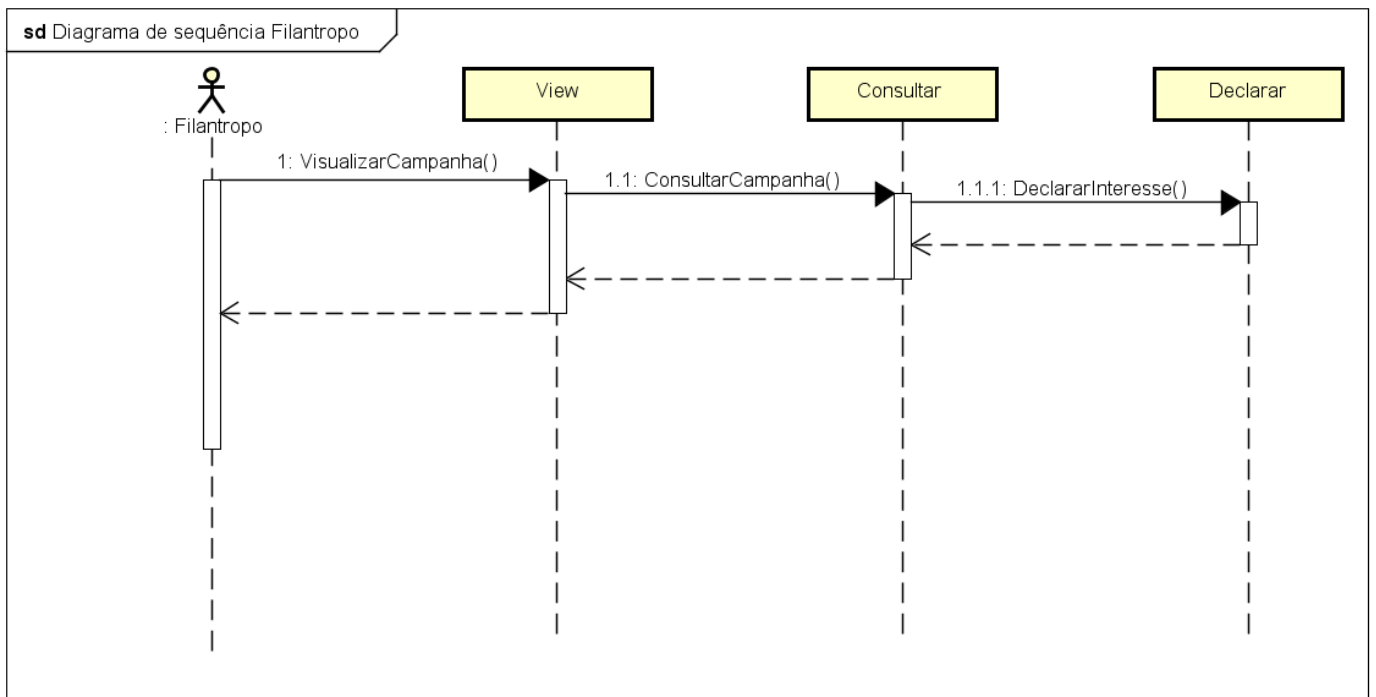 sd Diagrama de sequência Filantropo
: Filantropo
View
Consultar
Declarar
1: VisualizarCampanha()
1.1: ConsultarCampanha()
1.1.1: DeclararInteresse()